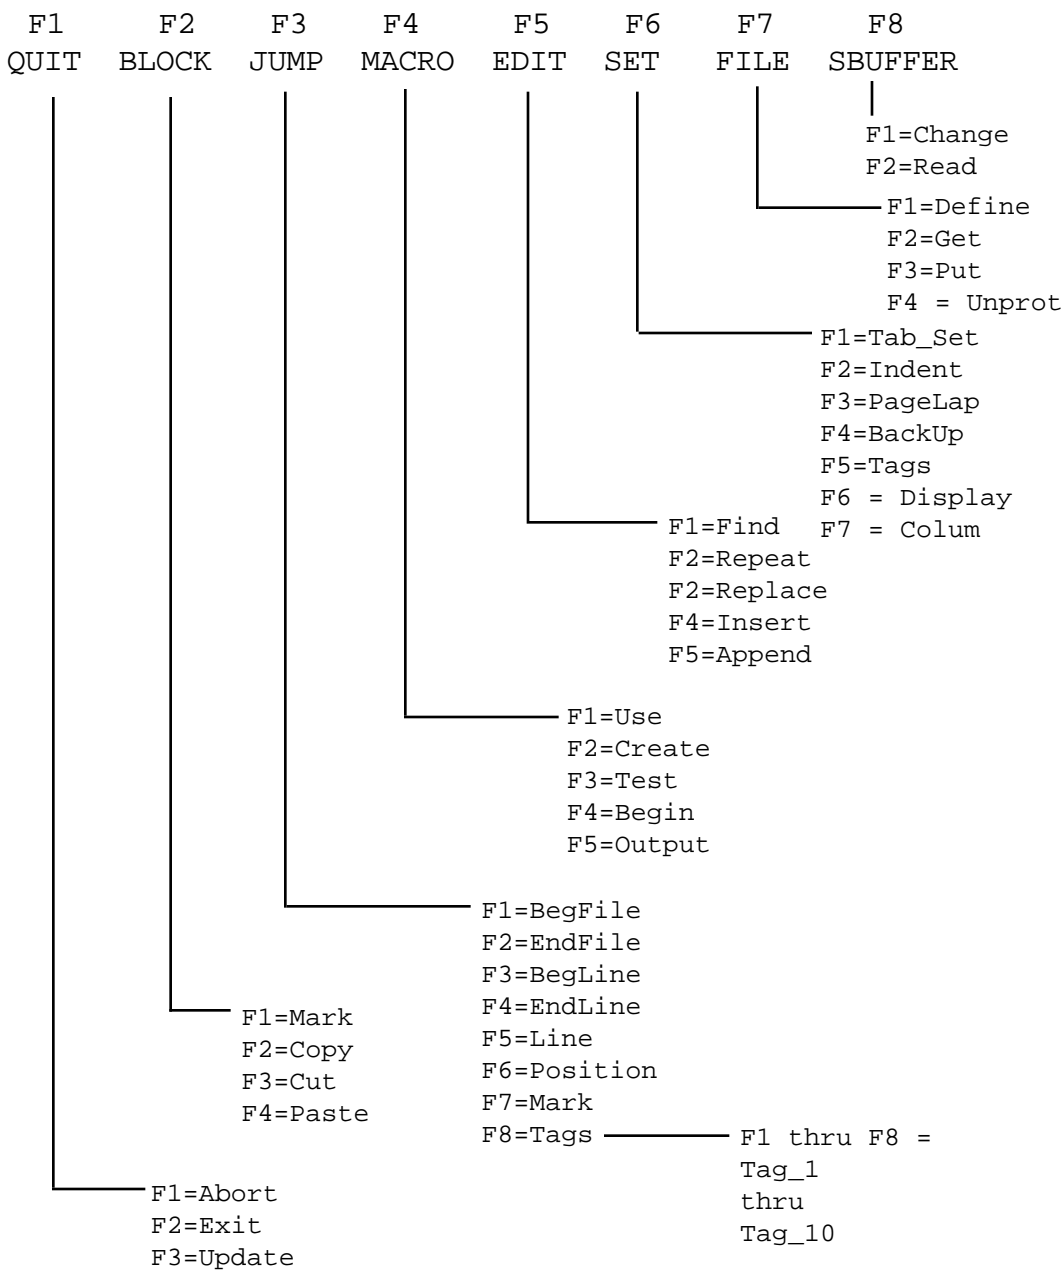 F1 F2 F3 F4 F5 F6 F7 F8
QUIT BLOCK JUMP MACRO EDIT SET FILE SBUFFER
F1=Change
F2=Read
F1=Define
F2=Get
F3=Put
F4 = Unprot
F1=Tab_Set
F2=Indent
F3=PageLap
F4=BackUp
F5=Tags
F6 = Display
F7 = Colum
F1=Find
F2=Repeat
F2=Replace
F4=Insert
F5=Append
F1=Use
F2=Create
F3=Test
F4=Begin
F5=Output
F1=BegFile
F2=EndFile
F3=BegLine
F4=EndLine
F5=Line
F6=Position
F7=Mark
F8=Tags
F1 thru F8 =
Tag_1
thru
Tag_10
F1=Mark
F2=Copy
F3=Cut
F4=Paste
F1=Abort
F2=Exit
F3=Update